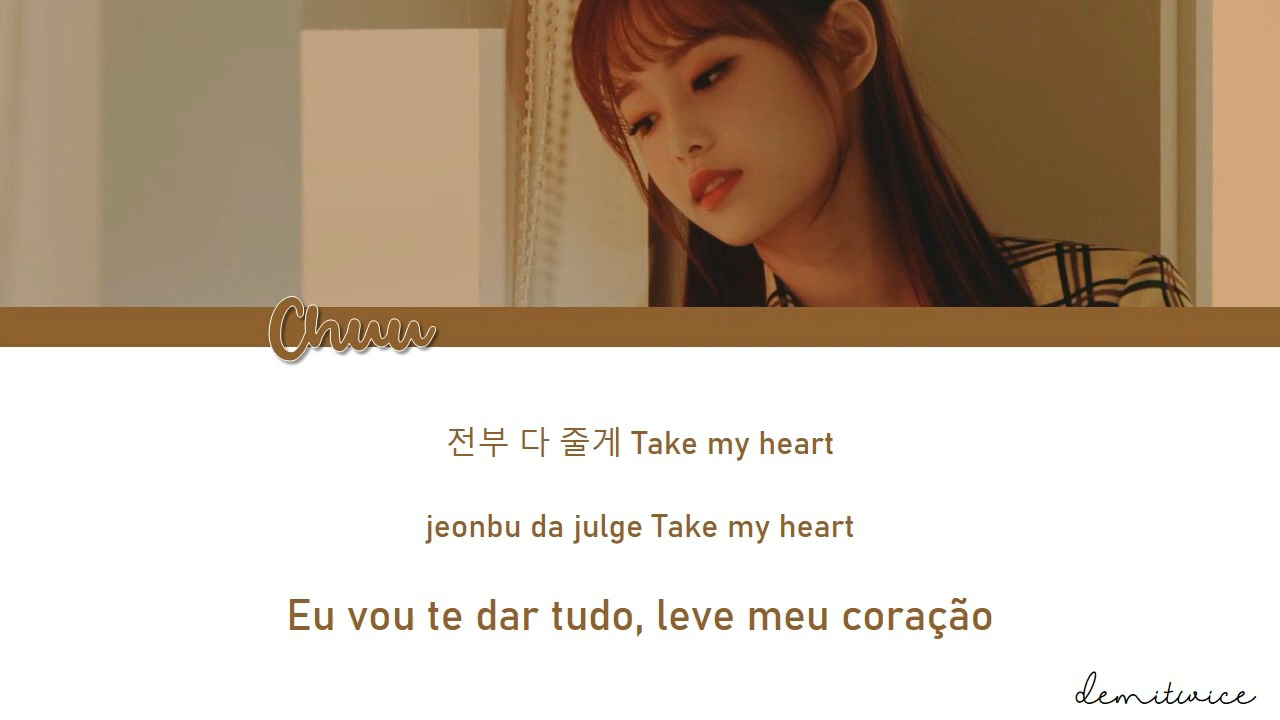 Chuu
전부 다 줄게 Take my heart
jeonbu da julge Take my heart
Eu vou te dar tudo, leve meu coração
demitwice